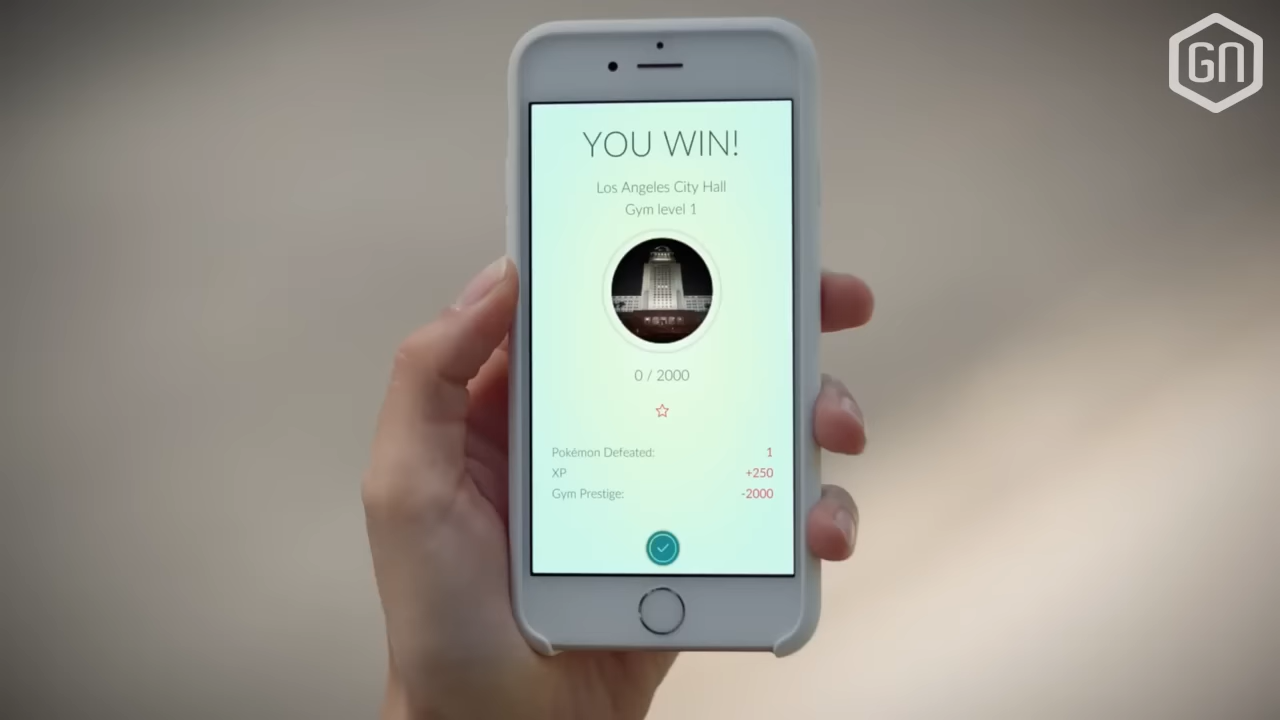 GN
YOU WIN!
Los Angeles City Hall
Gym level 1
0 / 2000
Pokémon Defeated: 1
XP +250
Gym Prestige: -2000